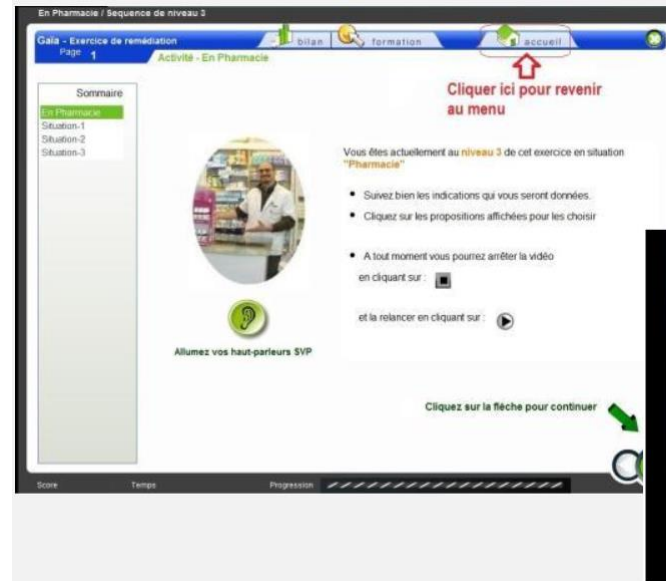 En Pharmacie / Sequence de niveau 3
Gaïa - Exercice de remédiation
bilan
formation
accueil
Page 1
Activité - En Pharmacie
Cliquer ici pour revenir
au menu
Sommaire
En Pharmacie
Situation-1
Situation-2
Situation-3
Vous êtes actuellement au niveau 3 de cet exercice en situation
"Pharmacie"
• Suivez bien les indications qui vous seront données.
• Cliquez sur les propositions affichées pour les choisir
• A tout moment vous pourrez arrêter la vidéo
en cliquant sur :
et la relancer en cliquant sur :
Allumez vos haut-parleurs SVP
Cliquez sur la flèche pour continuer
Score
Temps
Progression